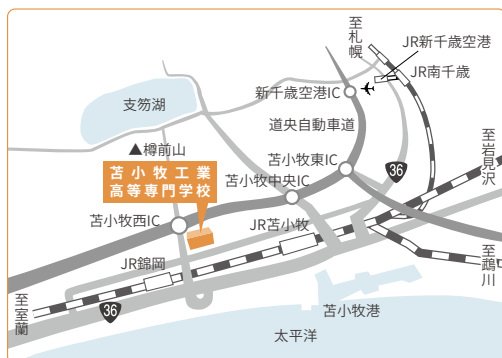 至札幌
JR新千歳空港
JR南千歳
新千歳空港IC
支笏湖
道央自動車道
▲樽前山
苫小牧東IC
至岩見沢
苫小牧工業
高等専門学校
36
苫小牧中央IC
苫小牧西IC
JR苫小牧
JR錦岡
至鵡川
至室蘭
36
苫小牧港
太平洋